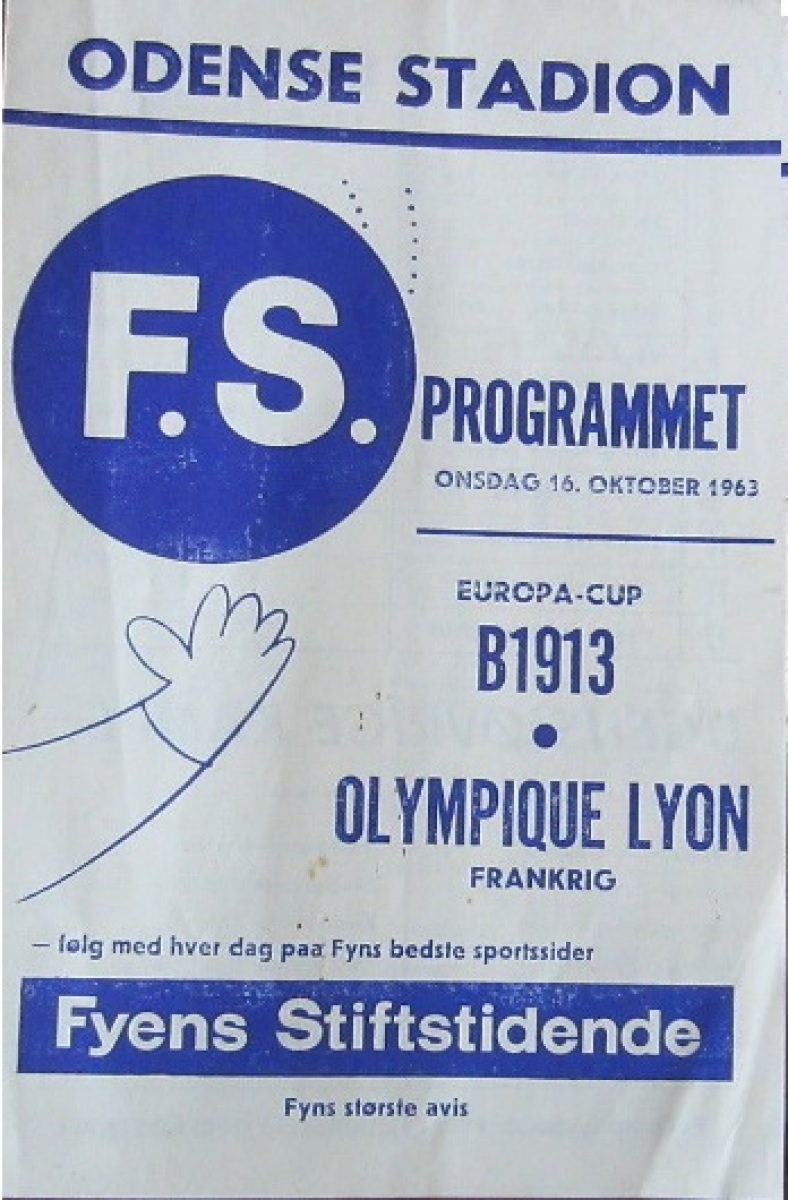 ODENSE STADION
F.S.
PROGRAMMET
ONSDAG 16. OKTOBER 1963
EUROPA-CUP
B1913
•
OLYMPIQUE LYON
FRANKRIG
– følg med hver dag paa Fyns bedste sportssider
Fyens Stiftstidende
Fyns største avis